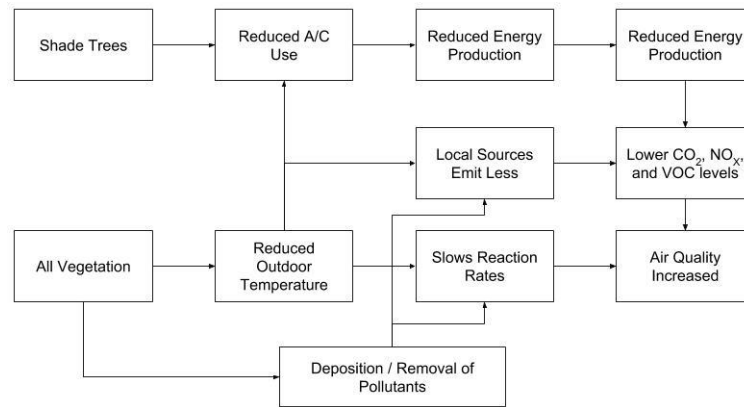 Shade Trees
Reduced A/C
Use
Reduced Energy
Production
Reduced Energy
Production
Local Sources
Emit Less
Lower CO₂, NOₓ,
and VOC levels
All Vegetation
Reduced
Outdoor
Temperature
Slows Reaction
Rates
Air Quality
Increased
Deposition / Removal of
Pollutants